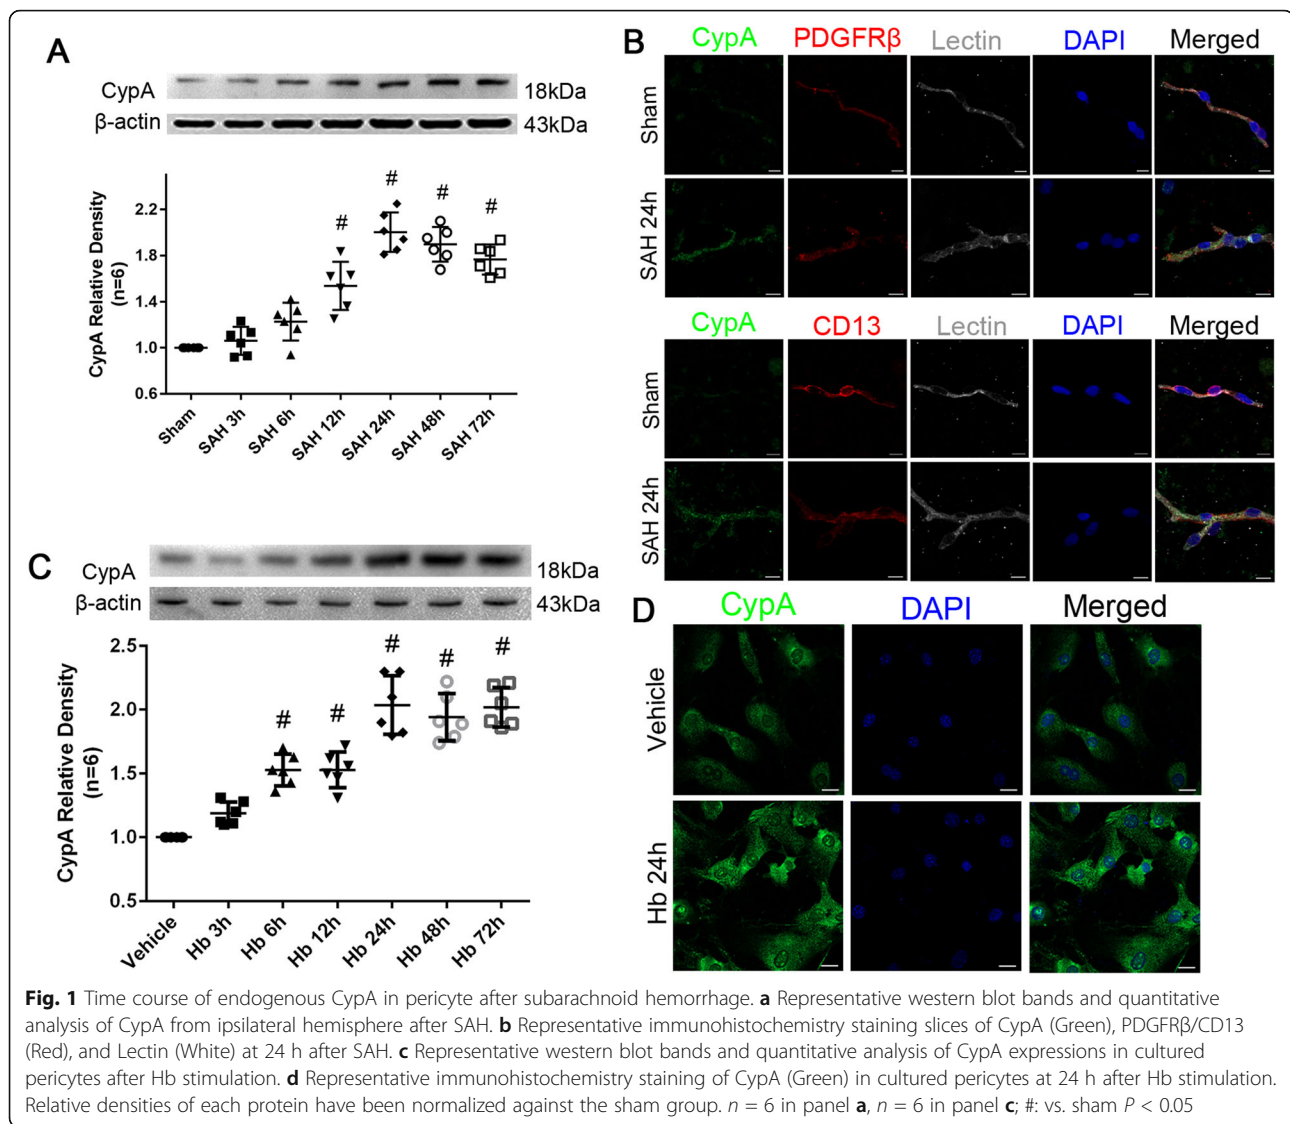 A
CypA
18kDa
β-actin
43kDa
CypA Relative Density
(n=6)
2.2
1.8
1.4
1.0
0.6
# # # #
Sham
SAH 3h
SAH 6h
SAH 12h
SAH 24h
SAH 48h
SAH 72h
B
CypA PDGFRβ Lectin DAPI Merged
Sham
SAH 24h
CypA CD13 Lectin DAPI Merged
Sham
SAH 24h
C
CypA
18kDa
β-actin
43kDa
CypA Relative Density
(n=6)
2.5
2.0
1.5
1.0
0.5
# # # # #
Vehicle
Hb 3h
Hb 6h
Hb 12h
Hb 24h
Hb 48h
Hb 72h
D
CypA DAPI Merged
Vehicle
Hb 24h
Fig. 1 Time course of endogenous CypA in pericyte after subarachnoid hemorrhage. a Representative western blot bands and quantitative
analysis of CypA from ipsilateral hemisphere after SAH. b Representative immunohistochemistry staining slices of CypA (Green), PDGFRβ/CD13
(Red), and Lectin (White) at 24 h after SAH. c Representative western blot bands and quantitative analysis of CypA expressions in cultured
pericytes after Hb stimulation. d Representative immunohistochemistry staining of CypA (Green) in cultured pericytes at 24 h after Hb stimulation.
Relative densities of each protein have been normalized against the sham group. n = 6 in panel a, n = 6 in panel c; #: vs. sham P < 0.05